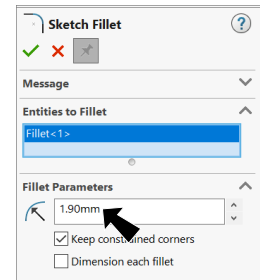 Sketch Fillet
?
Message
Entities to Fillet
Fillet<1>
Fillet Parameters
1.90mm
Keep constrained corners
Dimension each fillet